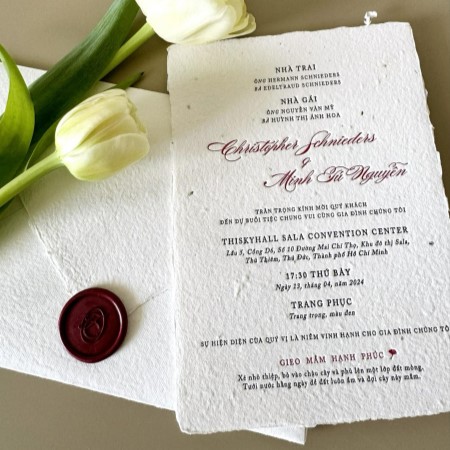 NHÀ TRAI
ÔNG HERMANN SCHNIEDERS
BÀ EDELTRAUD SCHNIEDERS
NHÀ GÁI
ÔNG NGUYỄN VĂN MỸ
BÀ HUỲNH THỊ ÁNH HOA
Christopher Schnieders
&
Minh Tú Nguyễn
TRÂN TRỌNG KÍNH MỜI QUÝ KHÁCH
ĐẾN DỰ BUỔI TIỆC CHUNG VUI CÙNG GIA ĐÌNH CHÚNG TÔI
THISKYHALL SALA CONVENTION CENTER
Lầu 5, Cổng D6, Số 10 Đường Mai Chí Thọ, Khu đô thị Sala,
Thủ Thiêm, Thủ Đức, Thành phố Hồ Chí Minh
17:30 THỨ BẢY
Ngày 13, tháng 04, năm 2024
TRANG PHỤC
Trang trọng, màu đen
SỰ HIỆN DIỆN CỦA QUÝ VỊ LÀ NIỀM VINH HẠNH CHO GIA ĐÌNH CHÚNG TÔ
GIEO MẦM HẠNH PHÚC
Xé nhỏ thiệp, bỏ vào chậu cây và phủ lên một lớp đất mỏng.
Tưới nước hằng ngày để đất luôn ẩm và đợi cây nảy mầm.